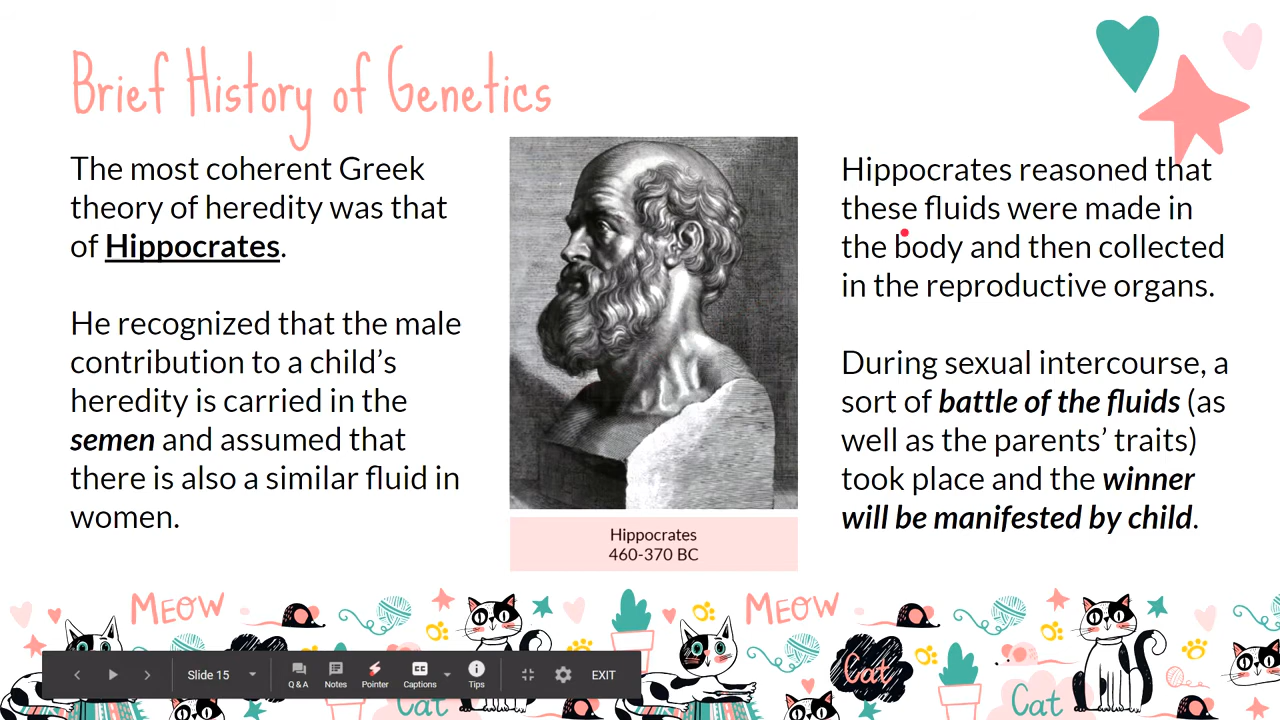 Brief History of Genetics
The most coherent Greek
theory of heredity was that
of Hippocrates.
He recognized that the male
contribution to a child's
heredity is carried in the
semen and assumed that
there is also a similar fluid in
women.
Hippocrates
460-370 BC
Hippocrates reasoned that
these fluids were made in
the body and then collected
in the reproductive organs.
During sexual intercourse, a
sort of battle of the fluids (as
well as the parents' traits)
took place and the winner
will be manifested by child.
MEOW
MEOW
Cat
Cat
Cat
Slide 15
Q & A
Notes
Pointer
CC
Captions
Tips
EXIT